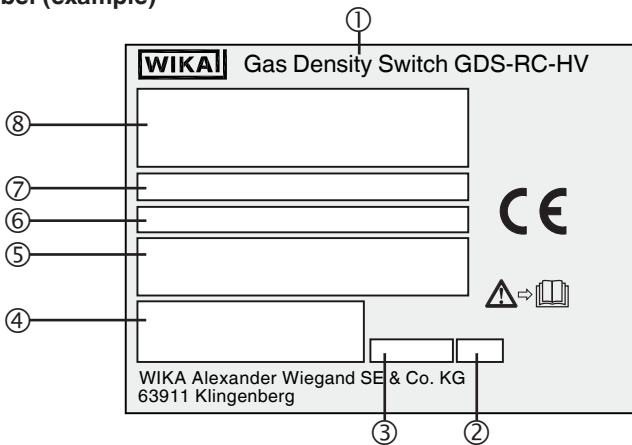 bel (example)
①
WIKA Gas Density Switch GDS-RC-HV
⑧
⑦
⑥
CE
⑤
④
WIKA Alexander Wiegand SE & Co. KG
63911 Klingenberg
③ ②